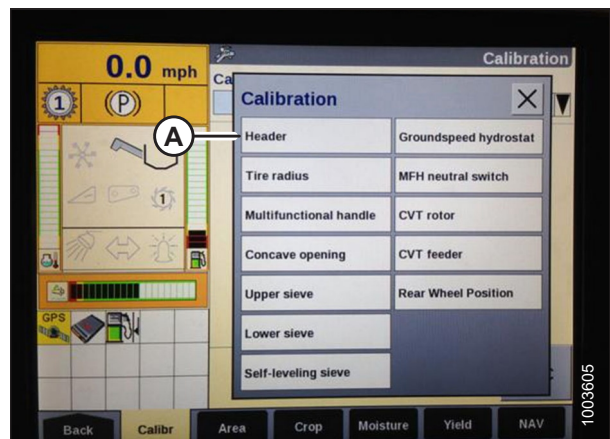 0.0 mph
Calibration
Ca
1
(P)
Calibration
A
Header
Groundspeed hydrostat
Tire radius
MFH neutral switch
Multifunctional handle
CVT rotor
Concave opening
CVT feeder
Upper sieve
Rear Wheel Position
Lower sieve
Self-leveling sieve
1
GPS
Back
Calibr
Area
Crop
Moisture
Yield
NAV
1003605